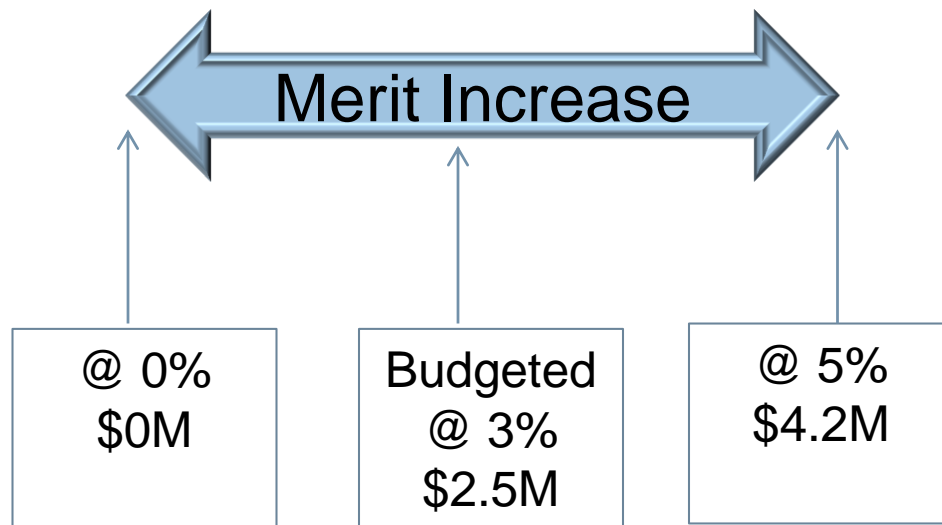 Merit Increase
@ 0%
$0M
Budgeted
@ 3%
$2.5M
@ 5%
$4.2M